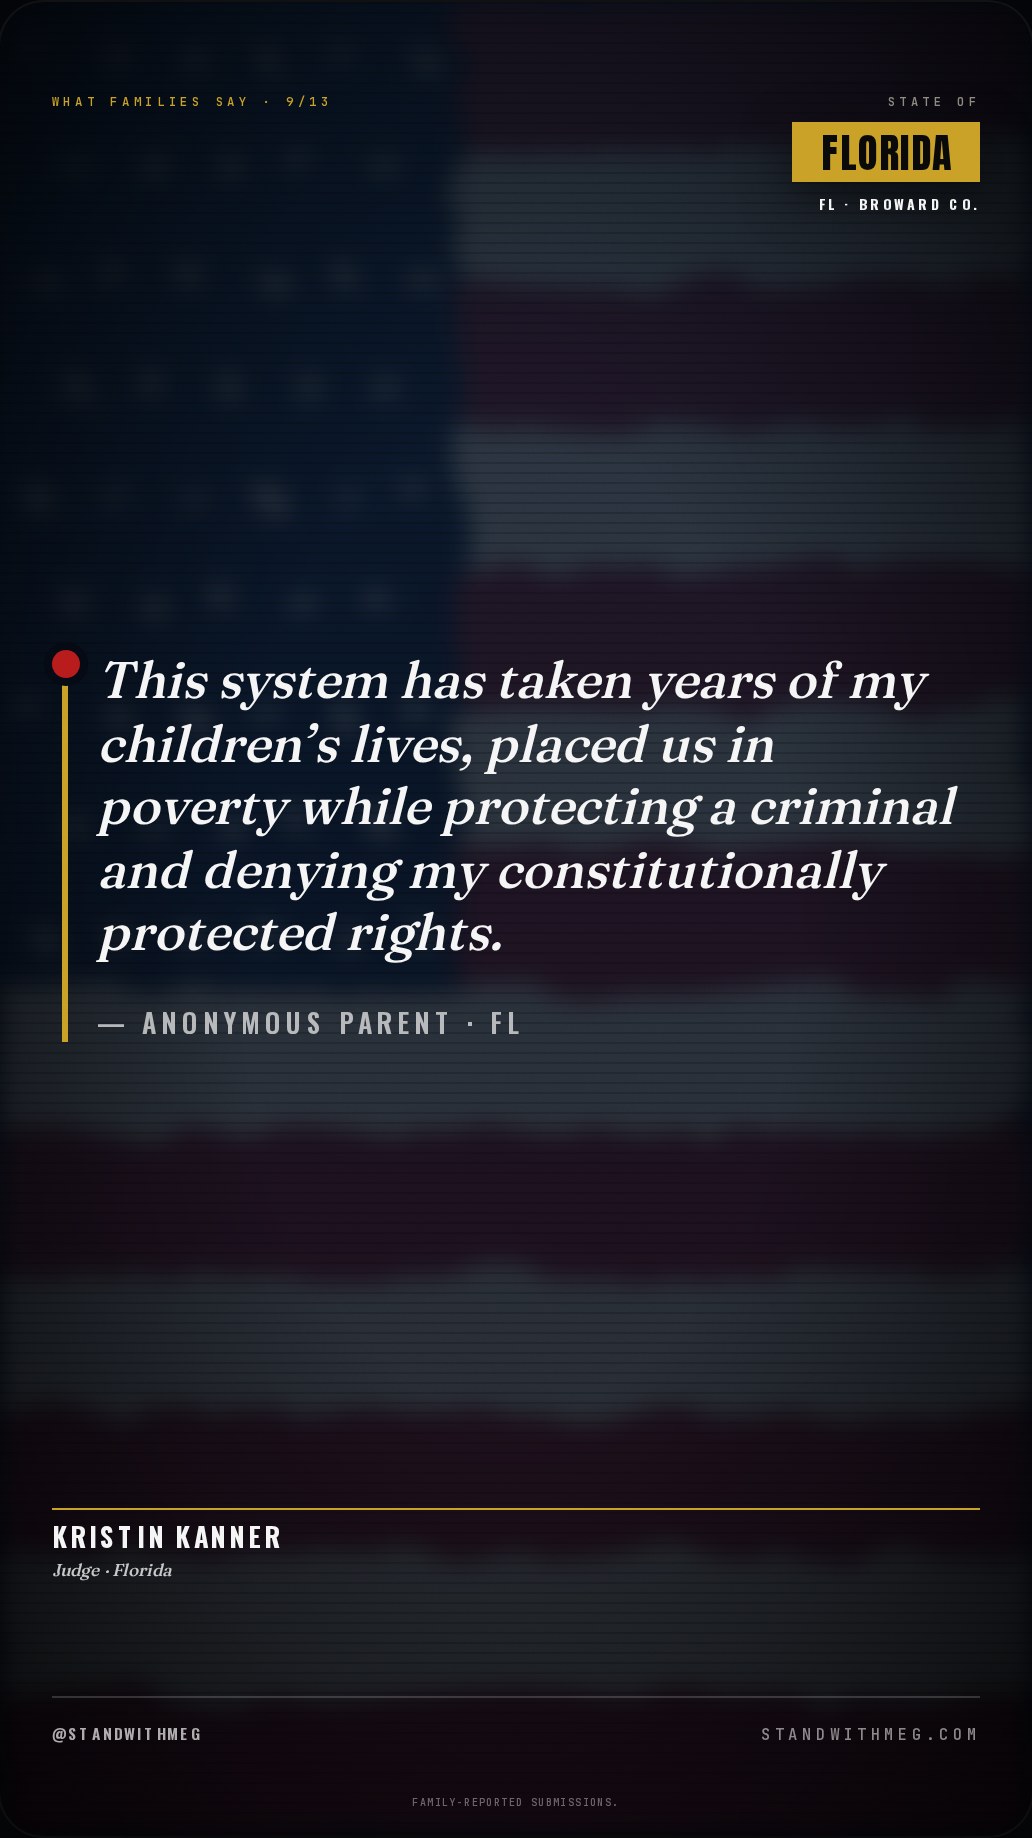 WHAT FAMILIES SAY · 9/13
STATE OF
FLORIDA
FL · BROWARD CO.
This system has taken years of my
children’s lives, placed us in
poverty while protecting a criminal
and denying my constitutionally
protected rights.
— ANONYMOUS PARENT · FL
KRISTIN KANNER
Judge · Florida
@STANDWITHMEG
STANDWITHMEG.COM
FAMILY-REPORTED SUBMISSIONS.